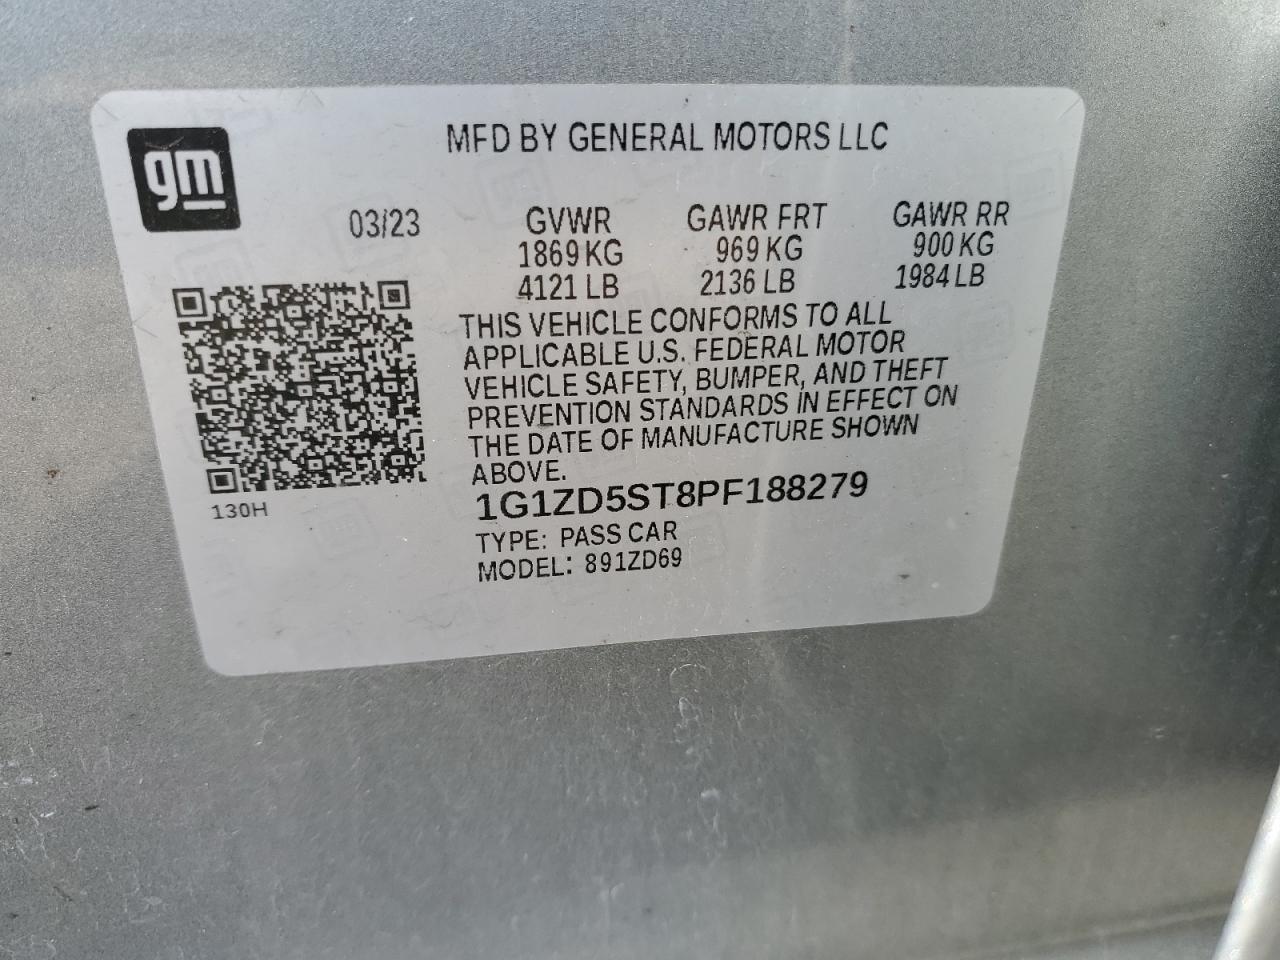 gm
MFD BY GENERAL MOTORS LLC
03/23 GVWR GAWR FRT GAWR RR
1869 KG 969 KG 900 KG
4121 LB 2136 LB 1984 LB
THIS VEHICLE CONFORMS TO ALL
APPLICABLE U.S. FEDERAL MOTOR
VEHICLE SAFETY, BUMPER, AND THEFT
PREVENTION STANDARDS IN EFFECT ON
THE DATE OF MANUFACTURE SHOWN
ABOVE.
130H
1G1ZD5ST8PF188279
TYPE: PASS CAR
MODEL: 891ZD69